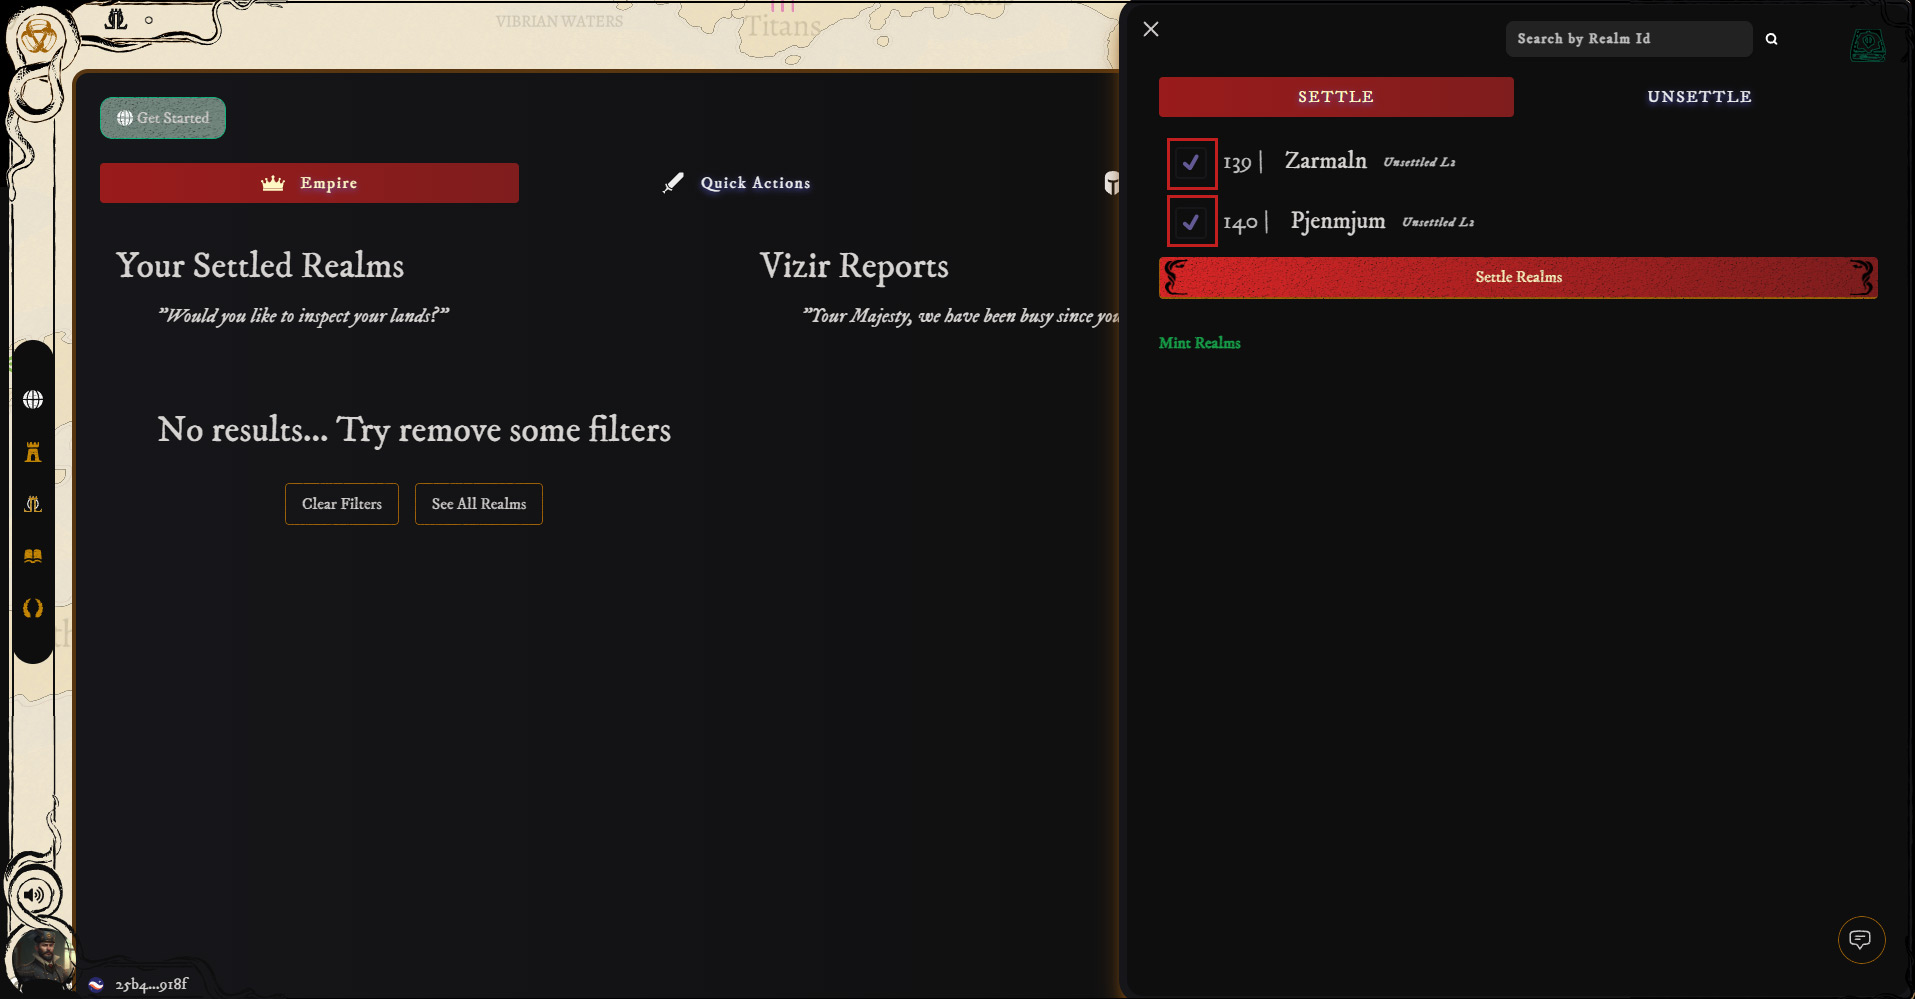 VIBRIAN WATERS
Titans
Search by Realm Id
Get Started
SETTLE
UNSETTLE
Empire
Quick Actions
139 | Zarmaln Unsettled L2
140 | Pjenmjum Unsettled L2
Settle Realms
Your Settled Realms
Vizir Reports
"Would you like to inspect your lands?"
"Your Majesty, we have been busy since you
Mint Realms
No results... Try remove some filters
Clear Filters
See All Realms
25b4...918f